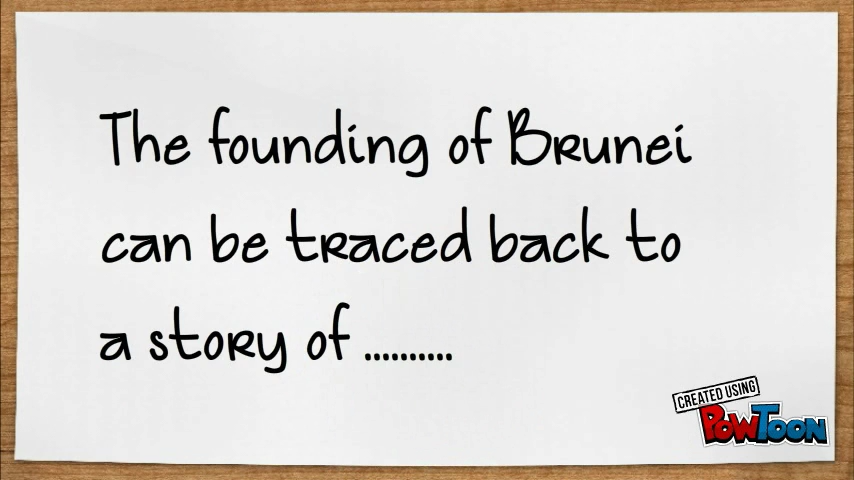 The founding of Brunei
can be traced back to
a story of ..........
CREATED USING
POWTOON